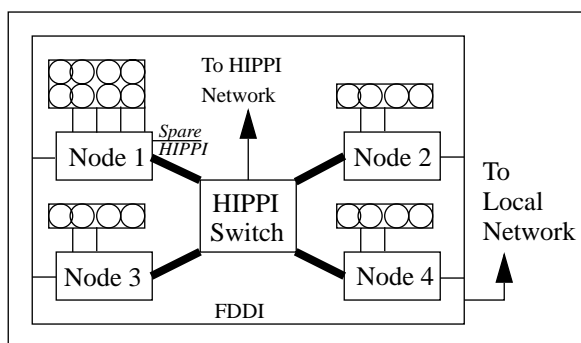 To HIPPI
Network
Spare
HIPPI
Node 1
Node 2
To
Local
Network
HIPPI
Switch
Node 3
Node 4
FDDI